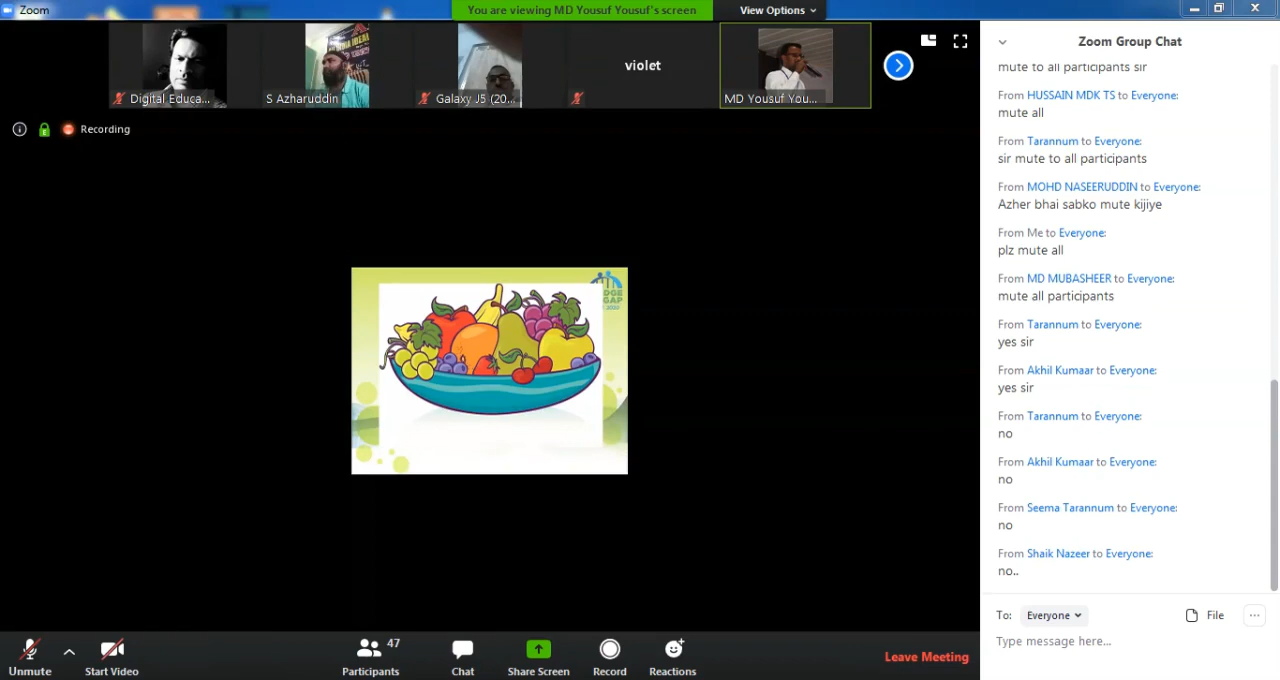 Zoom
You are viewing MD Yousuf Yousuf's screen
View Options
Digital Educa...
S Azharuddin
Galaxy J5 (20...
violet
MD Yousuf You...
Recording
DGE
GAP
Unmute
Start Video
Participants
47
Chat
Share Screen
Record
Reactions
Leave Meeting
Zoom Group Chat
mute to all participants sir
From HUSSAIN MDK TS to Everyone:
mute all
From Tarannum to Everyone:
sir mute to all participants
From MOHD NASEERUDDIN to Everyone:
Azher bhai sabko mute kijiye
From Me to Everyone:
plz mute all
From MD MUBASHEER to Everyone:
mute all participants
From Tarannum to Everyone:
yes sir
From Akhil Kumaar to Everyone:
yes sir
From Tarannum to Everyone:
no
From Akhil Kumaar to Everyone:
no
From Seema Tarannum to Everyone:
no
From Shaik Nazeer to Everyone:
no..
To: Everyone
File
Type message here...